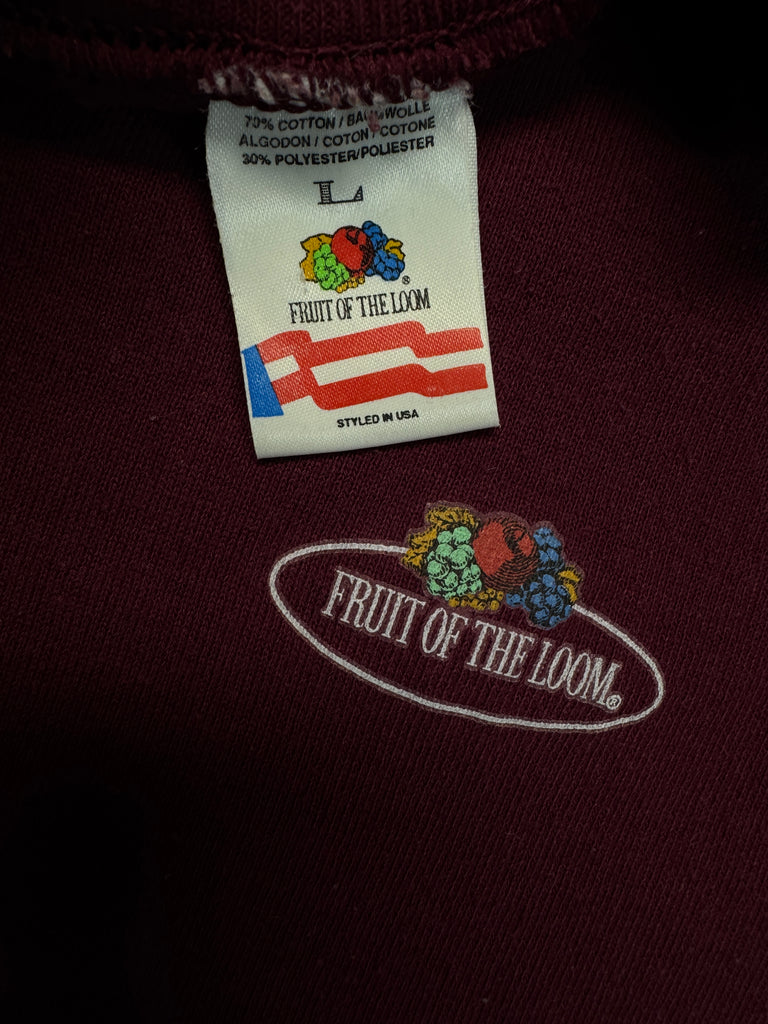 70% COTTON / BAUMWOLLE
ALGODON / COTON / COTONE
30% POLYESTER/POLIESTER
L
®
FRUIT OF THE LOOM
STYLED IN USA
FRUIT OF THE LOOM®